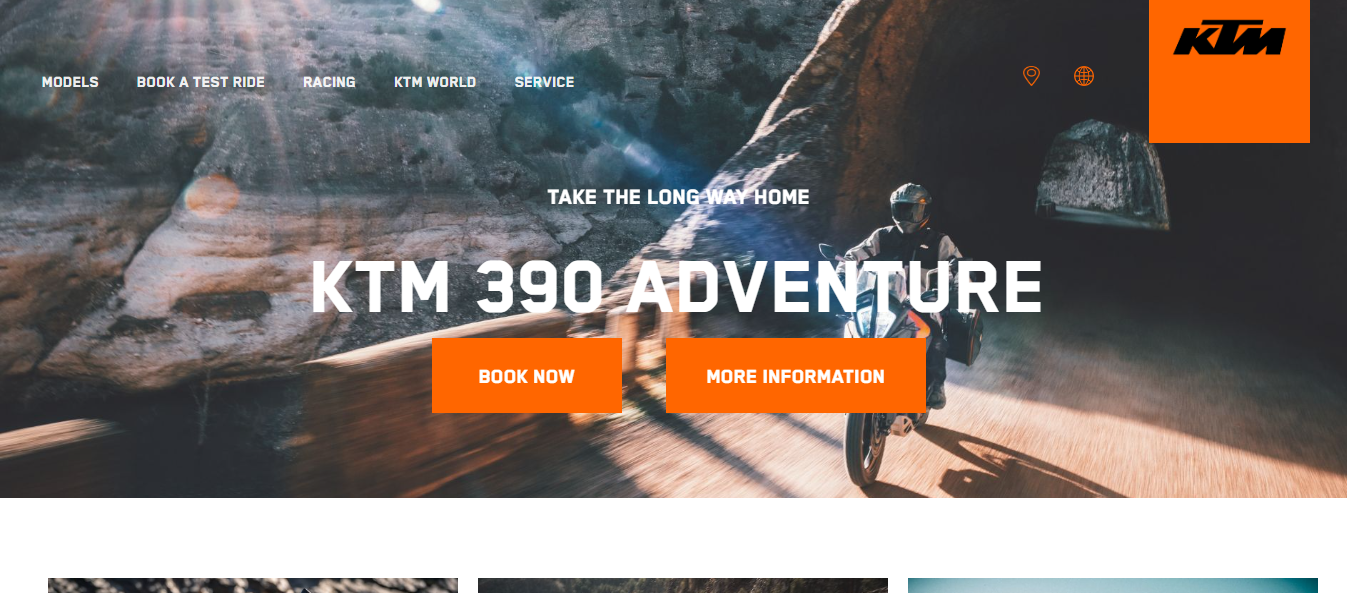 KTM
MODELS BOOK A TEST RIDE RACING KTM WORLD SERVICE
TAKE THE LONG WAY HOME
KTM 390 ADVENTURE
BOOK NOW MORE INFORMATION